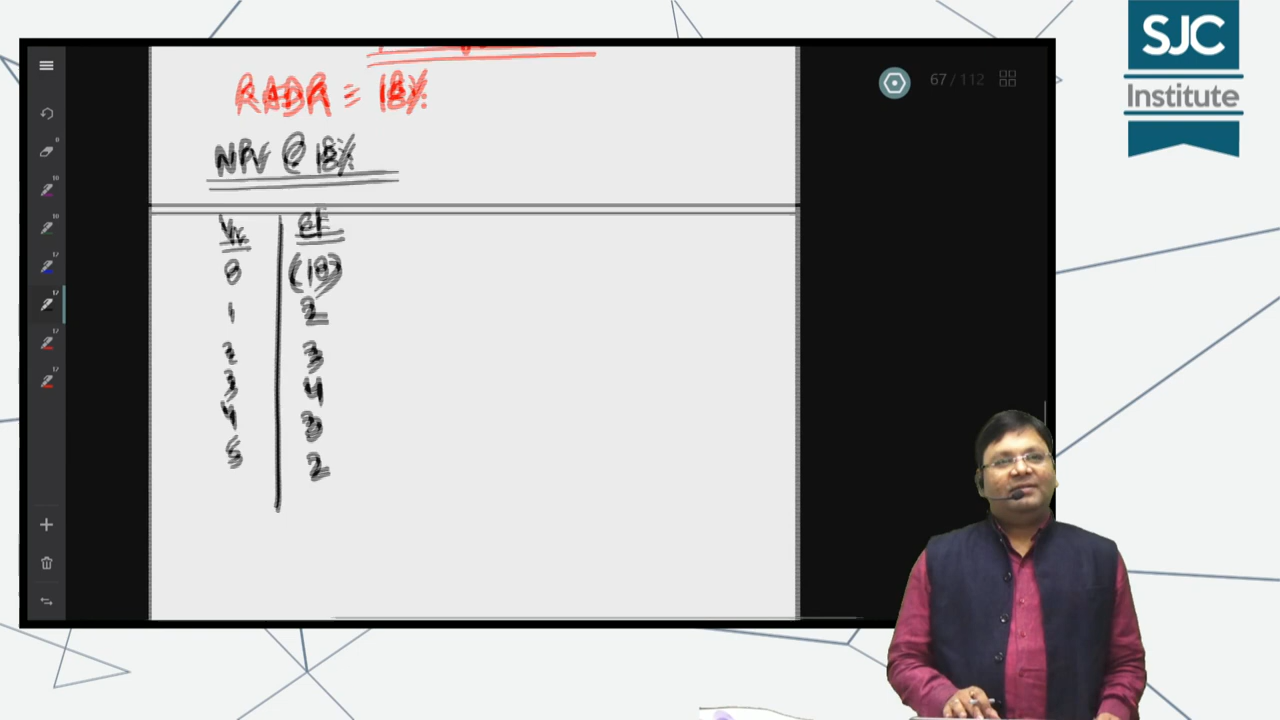 SJC
Institute
67 / 112
RADR = 18%
NPV @ 18%
Yr CF
0 (10)
1 2
2 3
3 4
4 3
5 2